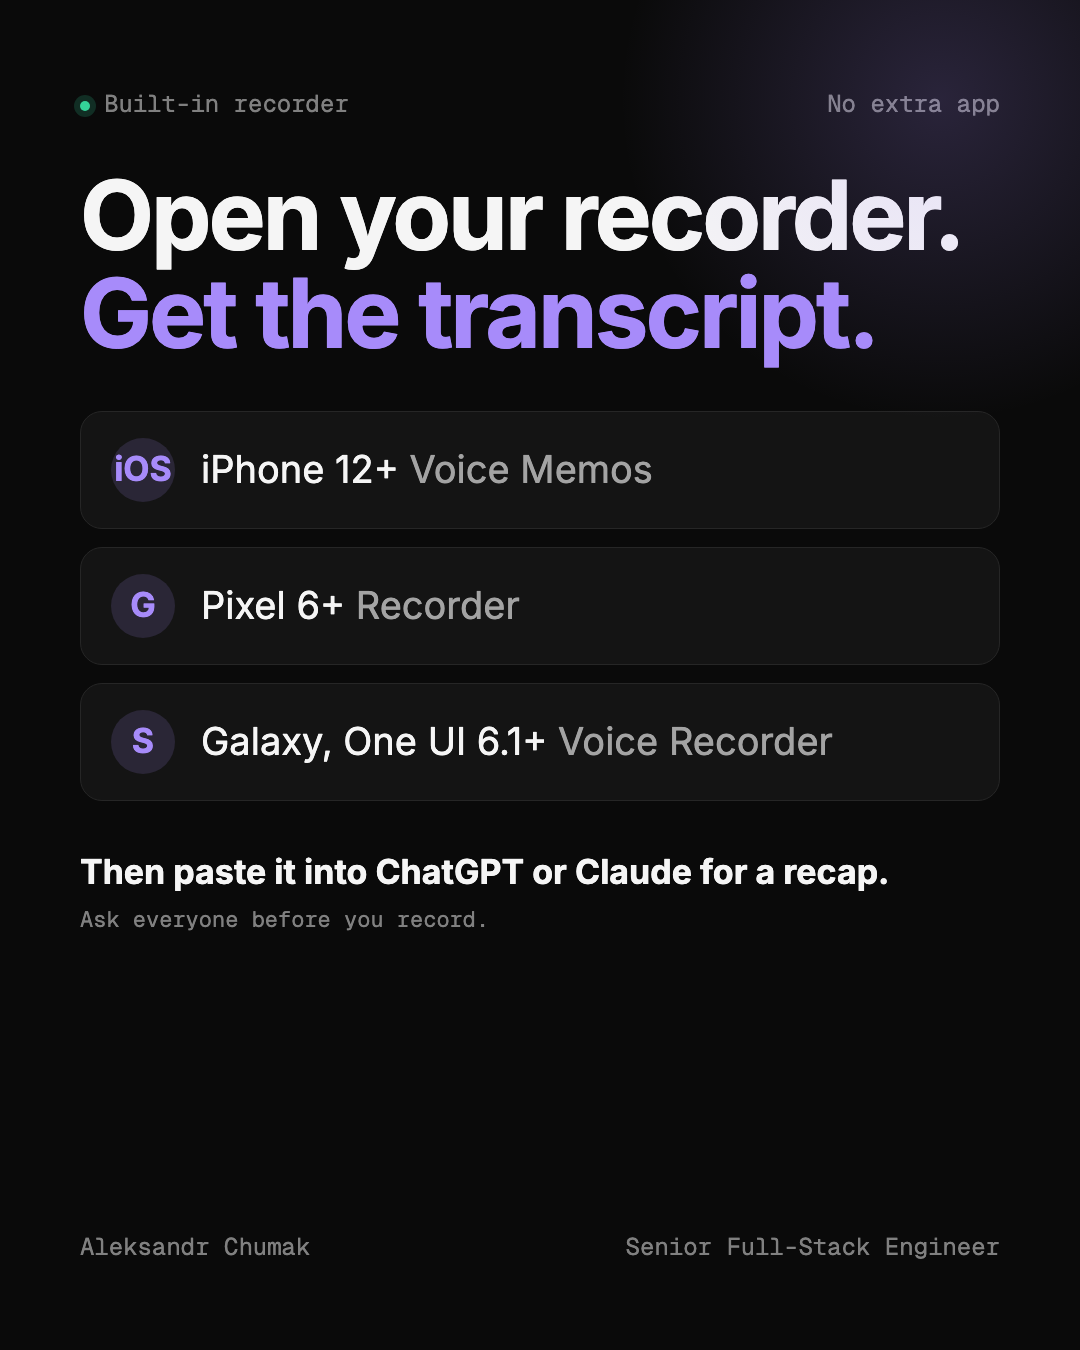 Built-in recorder
No extra app
Open your recorder.
Get the transcript.
iOS iPhone 12+ Voice Memos
G Pixel 6+ Recorder
S Galaxy, One UI 6.1+ Voice Recorder
Then paste it into ChatGPT or Claude for a recap.
Ask everyone before you record.
Aleksandr Chumak
Senior Full-Stack Engineer